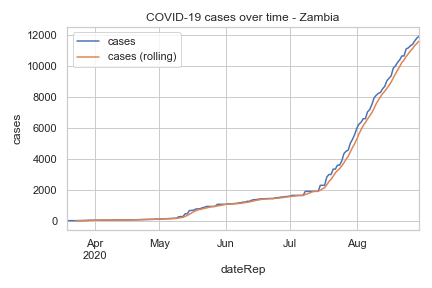 COVID-19 cases over time - Zambia
cases
cases (rolling)
12000
10000
8000
6000
4000
2000
0
cases
Apr
2020
May
Jun
Jul
Aug
dateRep